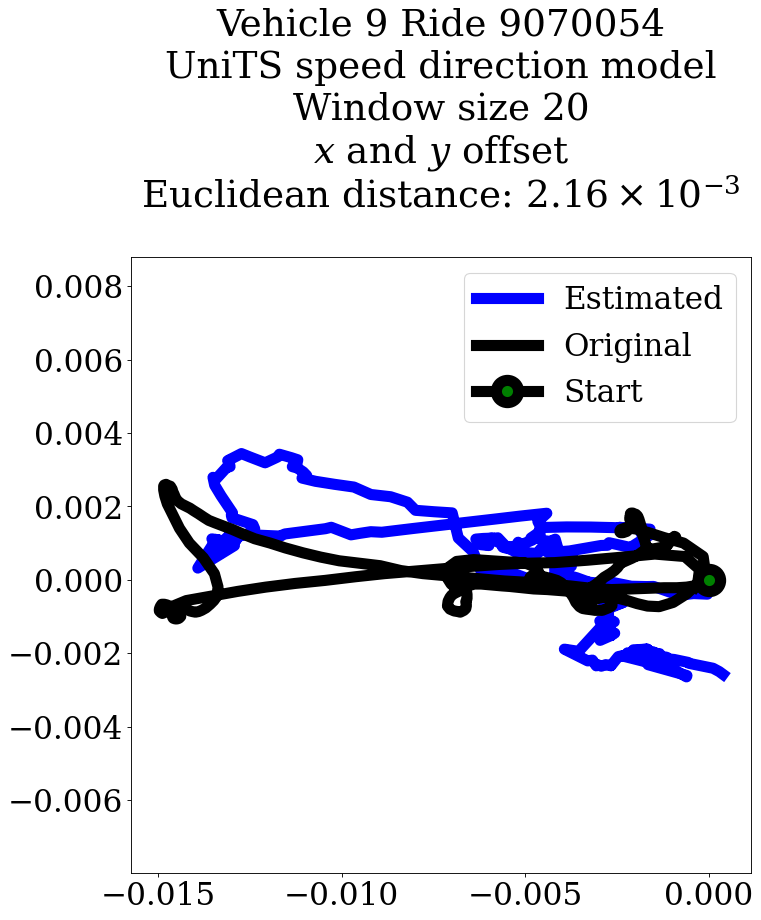 Vehicle 9 Ride 9070054
UniTS speed direction model
Window size 20
x and y offset
Euclidean distance: 2.16 × 10⁻³
Estimated
Original
Start
0.008
0.006
0.004
0.002
0.000
−0.002
−0.004
−0.006
−0.015 −0.010 −0.005 0.000